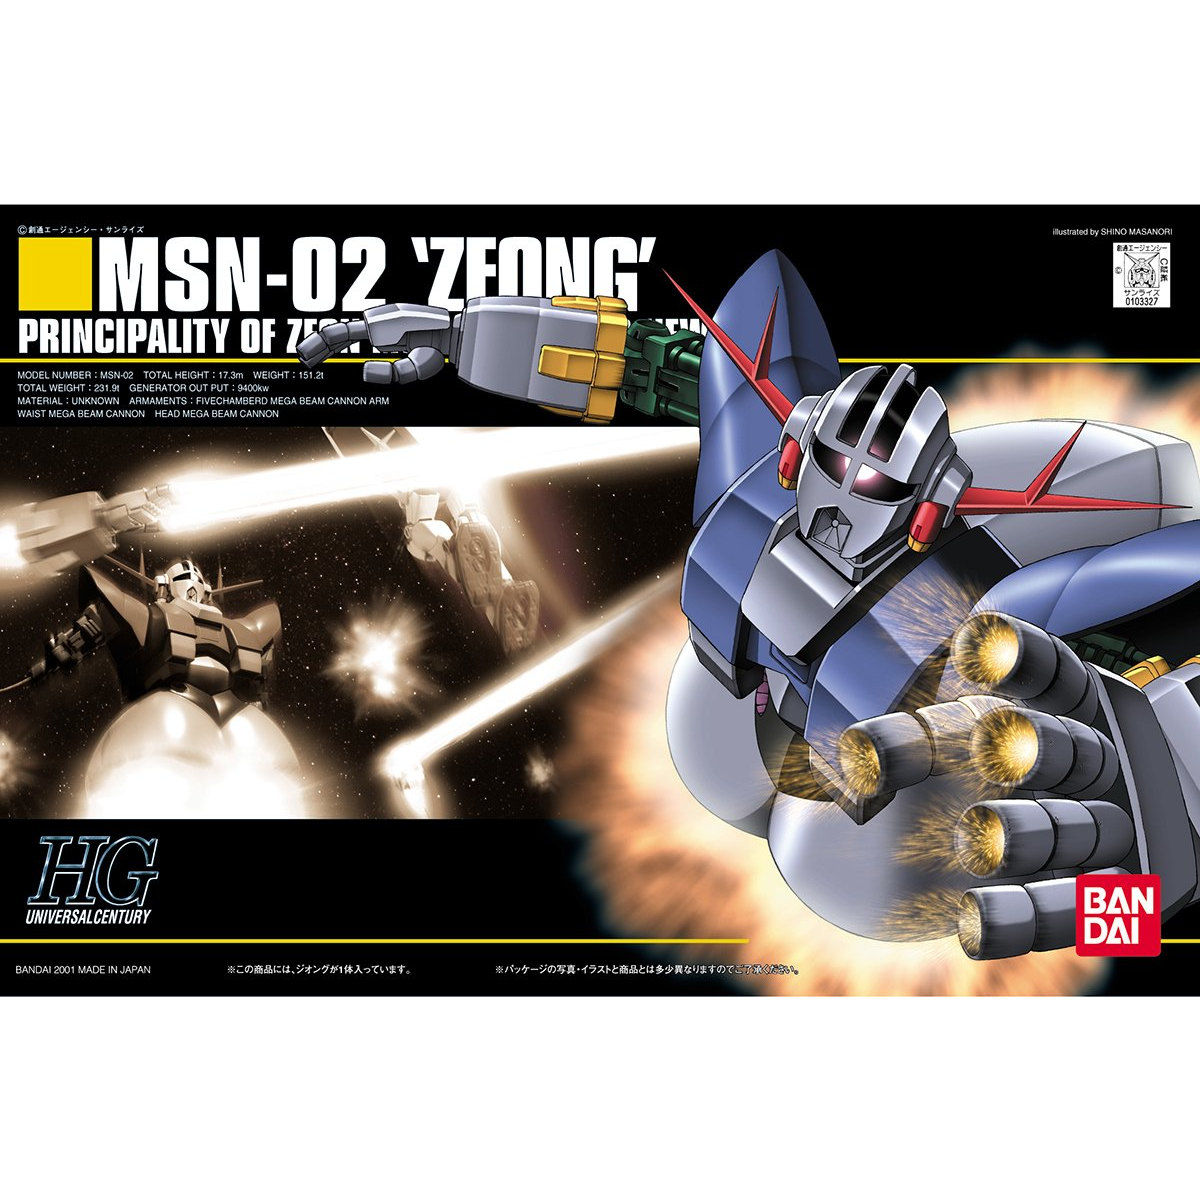 ©創通エージェンシー・サンライズ
MSN-02 'ZEONG'
PRINCIPALITY OF ZEON
MODEL NUMBER：MSN-02 TOTAL HEIGHT：17.3m WEIGHT：151.2t
TOTAL WEIGHT：231.9t GENERATOR OUT PUT：9400kw
MATERIAL：UNKNOWN ARMAMENTS：FIVECHAMBERD MEGA BEAM CANNON ARM
WAIST MEGA BEAM CANNON HEAD MEGA BEAM CANNON
illustrated by SHINO MASANORI
創通エージェンシー
©
サンライズ
0103327
HG
UNIVERSALCENTURY
BAN
DAI
BANDAI 2001 MADE IN JAPAN
※この商品には、ジオングが1体入っています。
※パッケージの写真・イラストと商品とは多少異なりますのでご了承ください。